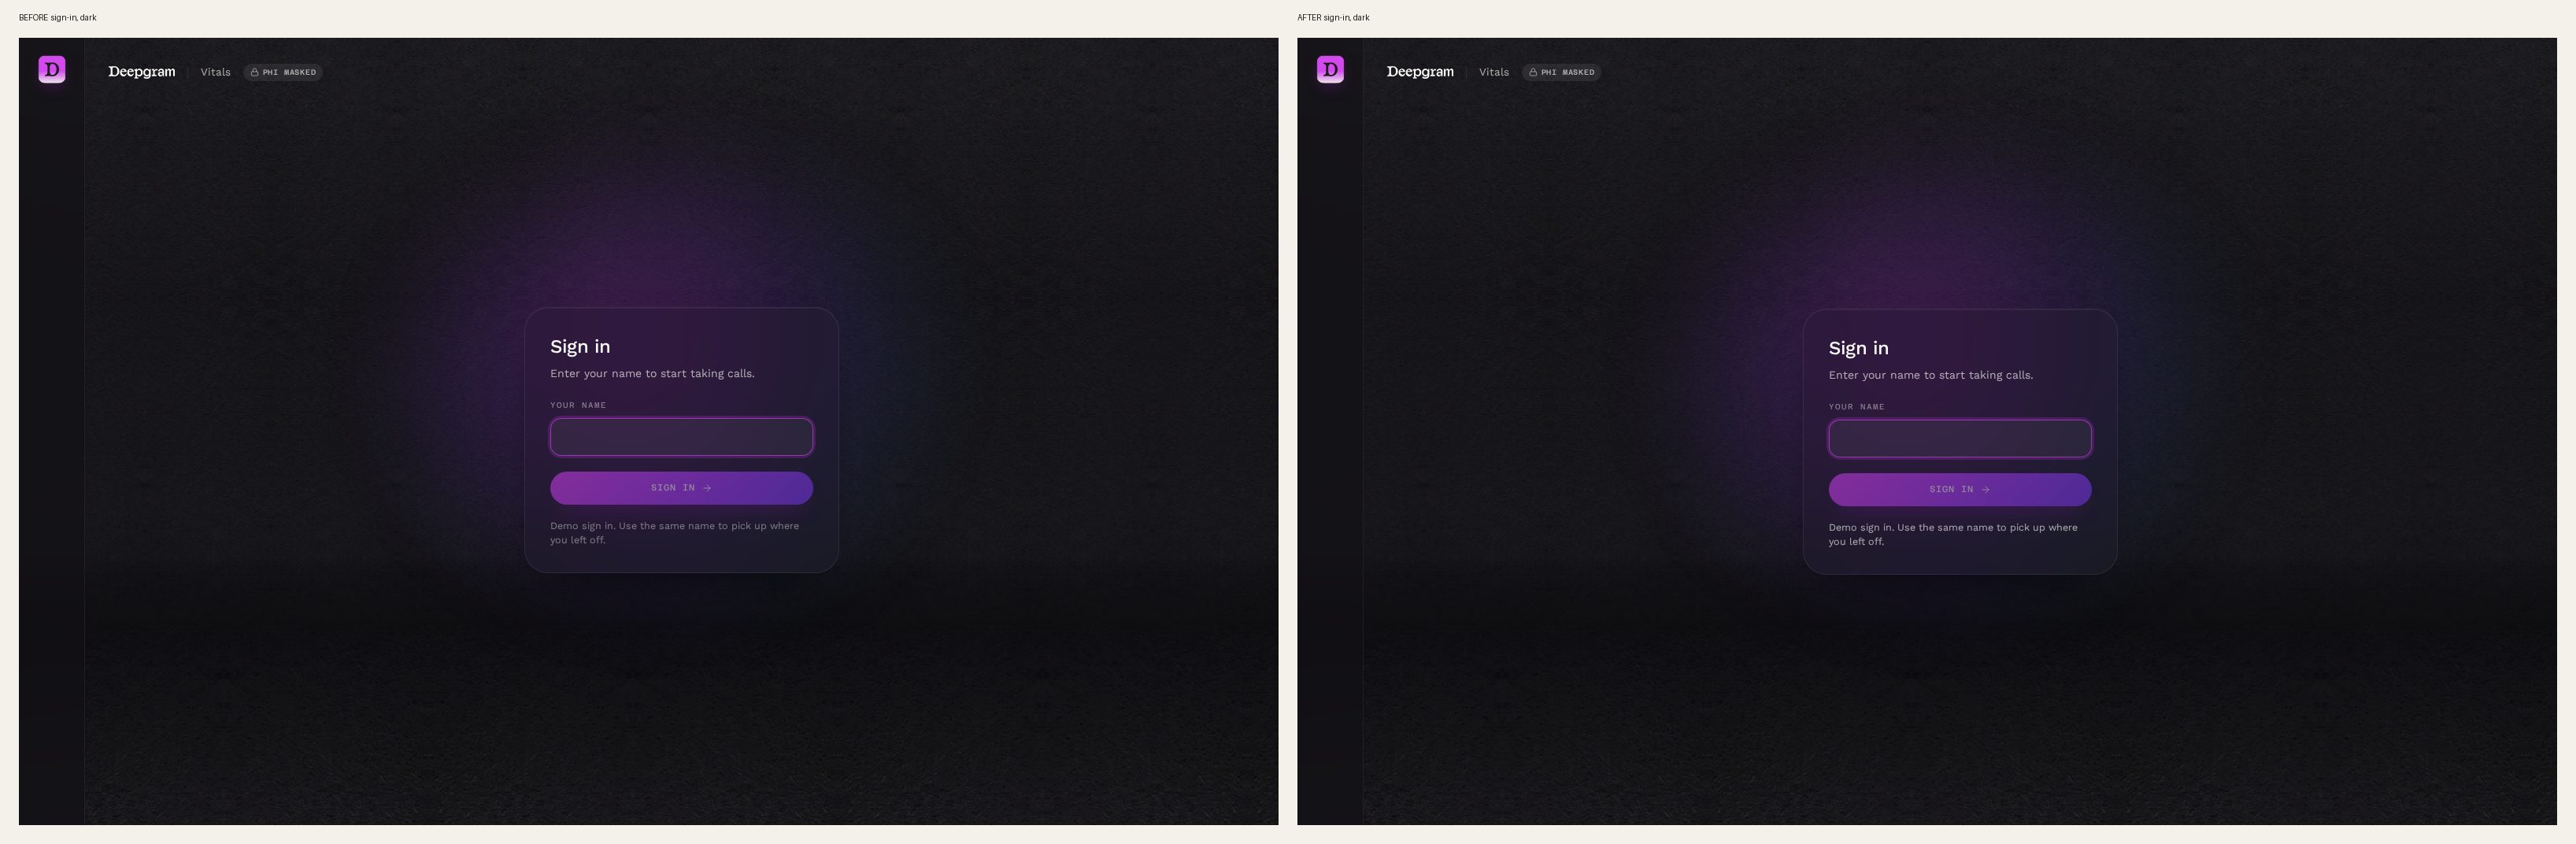 BEFORE sign-in, dark
D
Deepgram
Vitals
PHI MASKED
Sign in
Enter your name to start taking calls.
YOUR NAME
SIGN IN →
Demo sign in. Use the same name to pick up where
you left off.
AFTER sign-in, dark
D
Deepgram
Vitals
PHI MASKED
Sign in
Enter your name to start taking calls.
YOUR NAME
SIGN IN →
Demo sign in. Use the same name to pick up where
you left off.